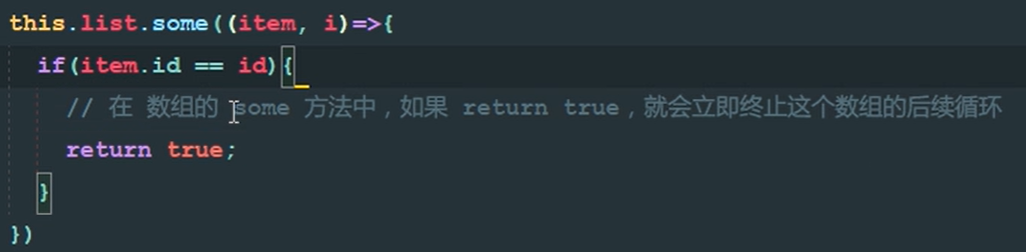 this.list.some((item, i)=>{
if(item.id == id){
// 在 数组的 some 方法中，如果 return true，就会立即终止这个数组的后续循环
return true;
}
})